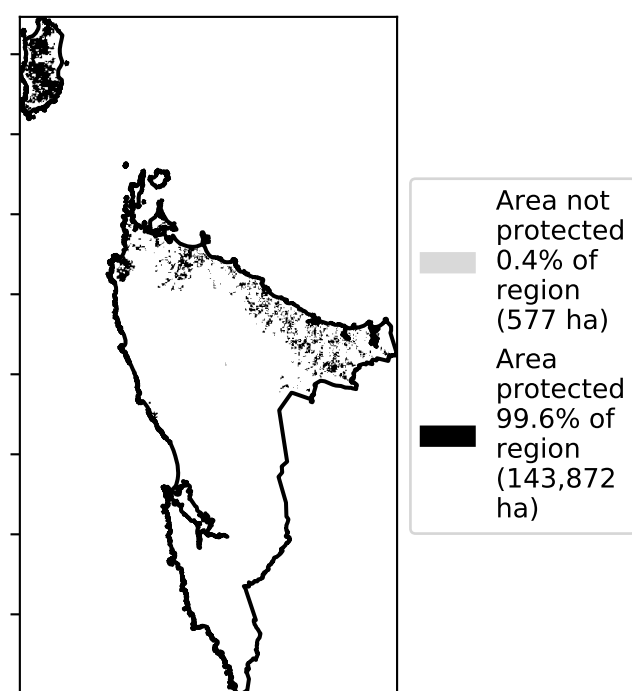 Area not
protected
0.4% of
region
(577 ha)
Area
protected
99.6% of
region
(143,872
ha)